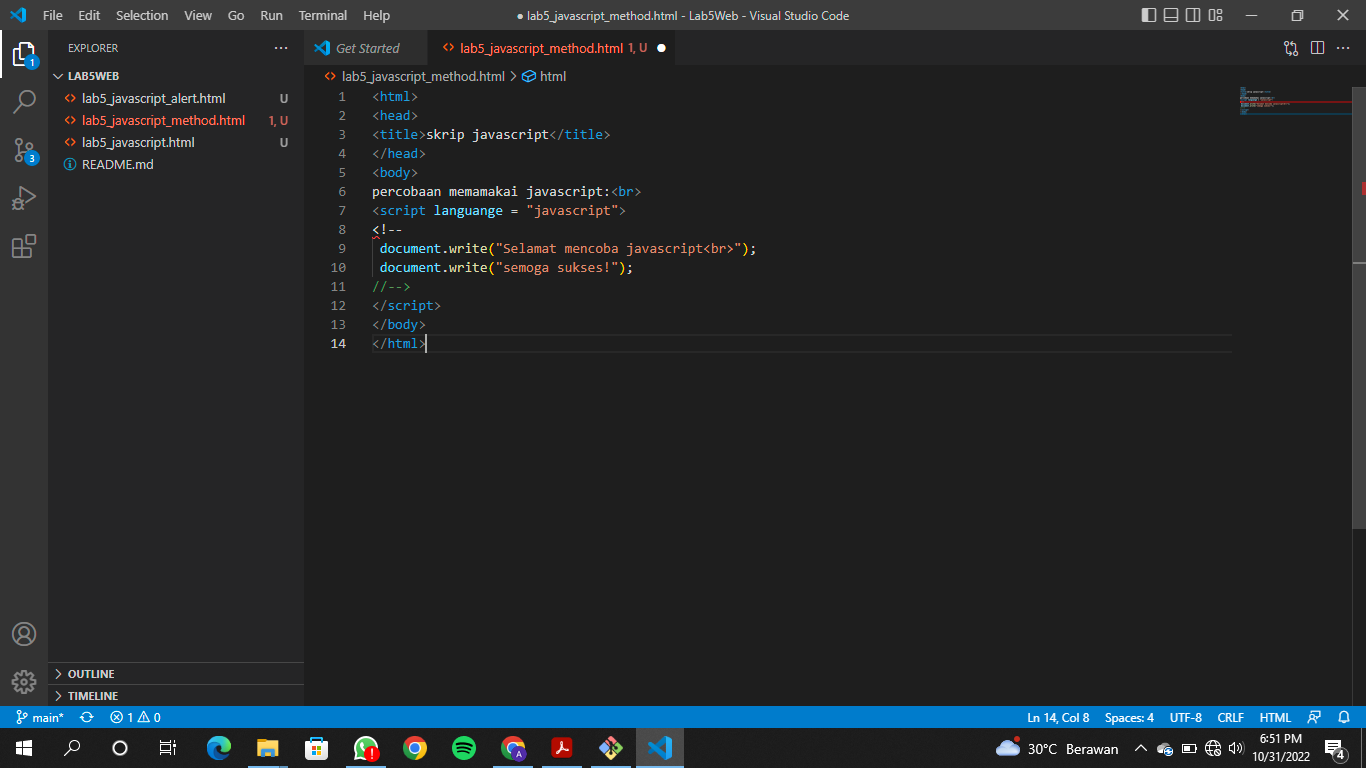 File Edit Selection View Go Run Terminal Help
● lab5_javascript_method.html - Lab5Web - Visual Studio Code
EXPLORER
LAB5WEB
lab5_javascript_alert.html U
lab5_javascript_method.html 1, U
lab5_javascript.html U
README.md
OUTLINE
TIMELINE
Get Started
lab5_javascript_method.html 1, U
lab5_javascript_method.html > html
1 <html>
2 <head>
3 <title>skrip javascript</title>
4 </head>
5 <body>
6 percobaan memamakai javascript:<br>
7 <script languange = "javascript">
8 <!--
9 document.write("Selamat mencoba javascript<br>");
10 document.write("semoga sukses!");
11 //-->
12 </script>
13 </body>
14 </html>
1
3
main* 1 0
Ln 14, Col 8 Spaces: 4 UTF-8 CRLF HTML
A
30°C Berawan
6:51 PM
10/31/2022
4